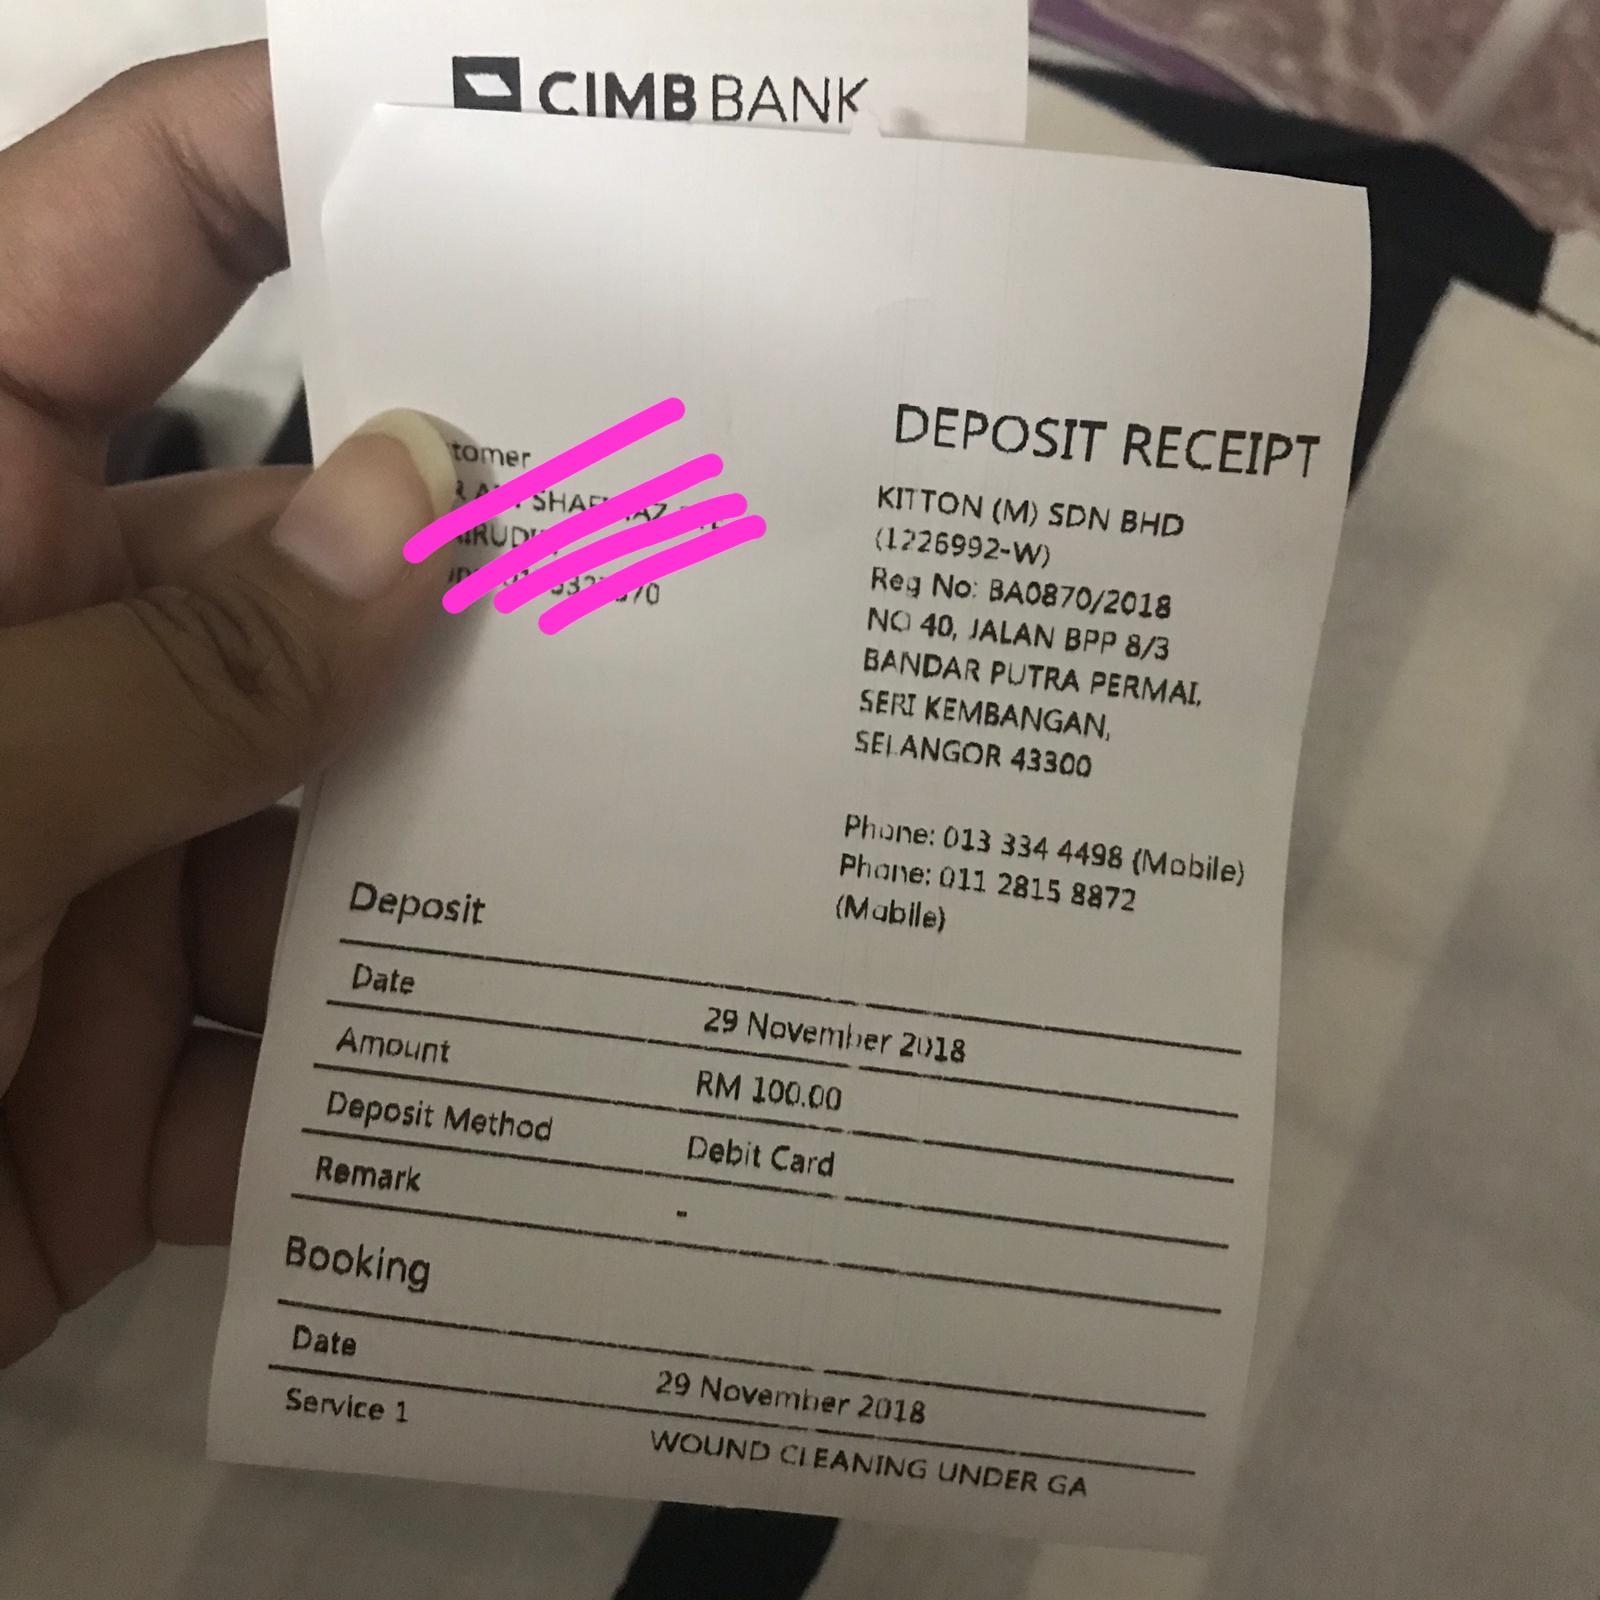 CIMB BANK
DEPOSIT RECEIPT
KITTON (M) SDN BHD
(1226992-W)
Reg No: BA0870/2018
NO 40, JALAN BPP 8/3
BANDAR PUTRA PERMAI,
SERI KEMBANGAN,
SELANGOR 43300
Phone: 013 334 4498 (Mobile)
Phone: 011 2815 8872
(Mobile)
Deposit
Date 29 November 2018
Amount RM 100.00
Deposit Method Debit Card
Remark -
Booking
Date 29 November 2018
Service 1 WOUND CLEANING UNDER GA